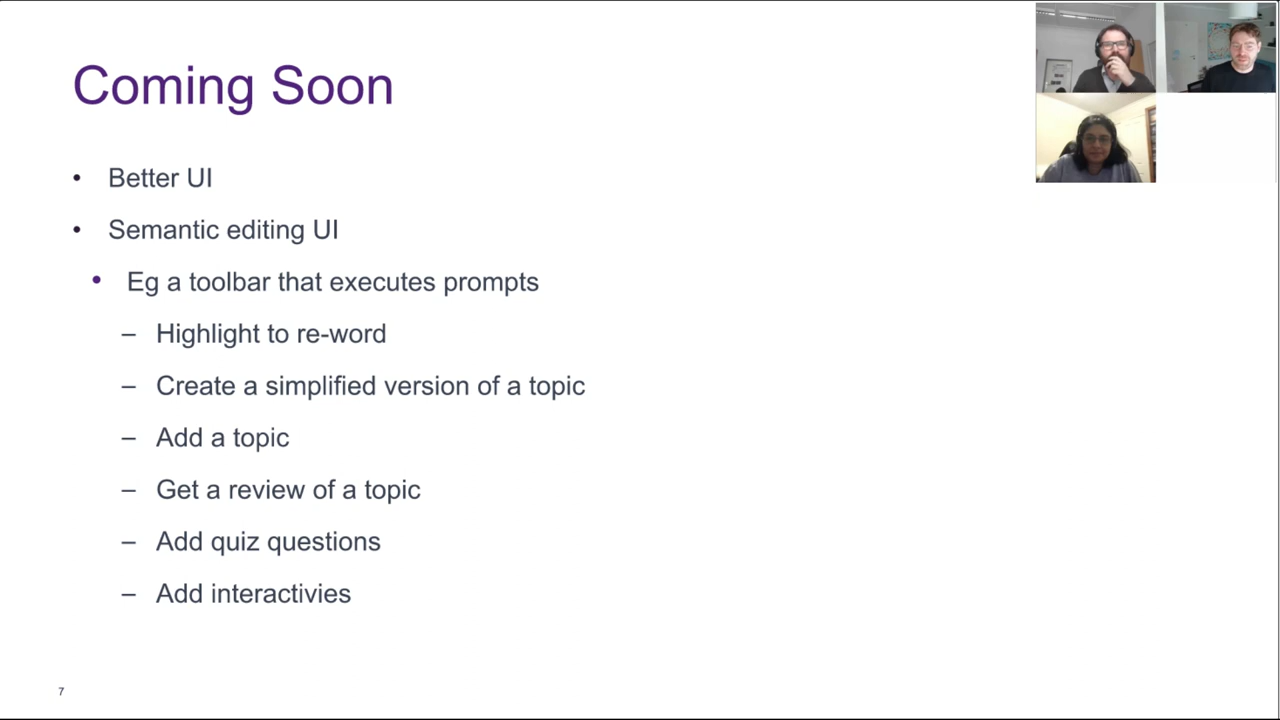 Coming Soon
• Better UI
• Semantic editing UI
• Eg a toolbar that executes prompts
– Highlight to re-word
– Create a simplified version of a topic
– Add a topic
– Get a review of a topic
– Add quiz questions
– Add interactivies
7